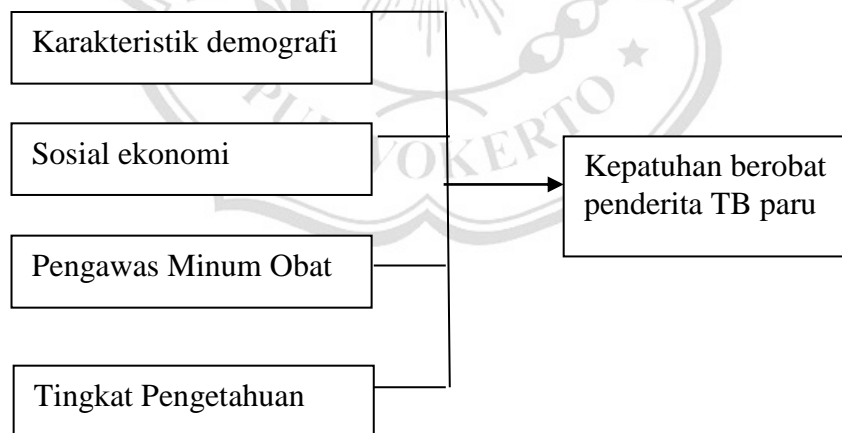 Karakteristik demografi
Sosial ekonomi
Pengawas Minum Obat
Tingkat Pengetahuan
Kepatuhan berobat
penderita TB paru